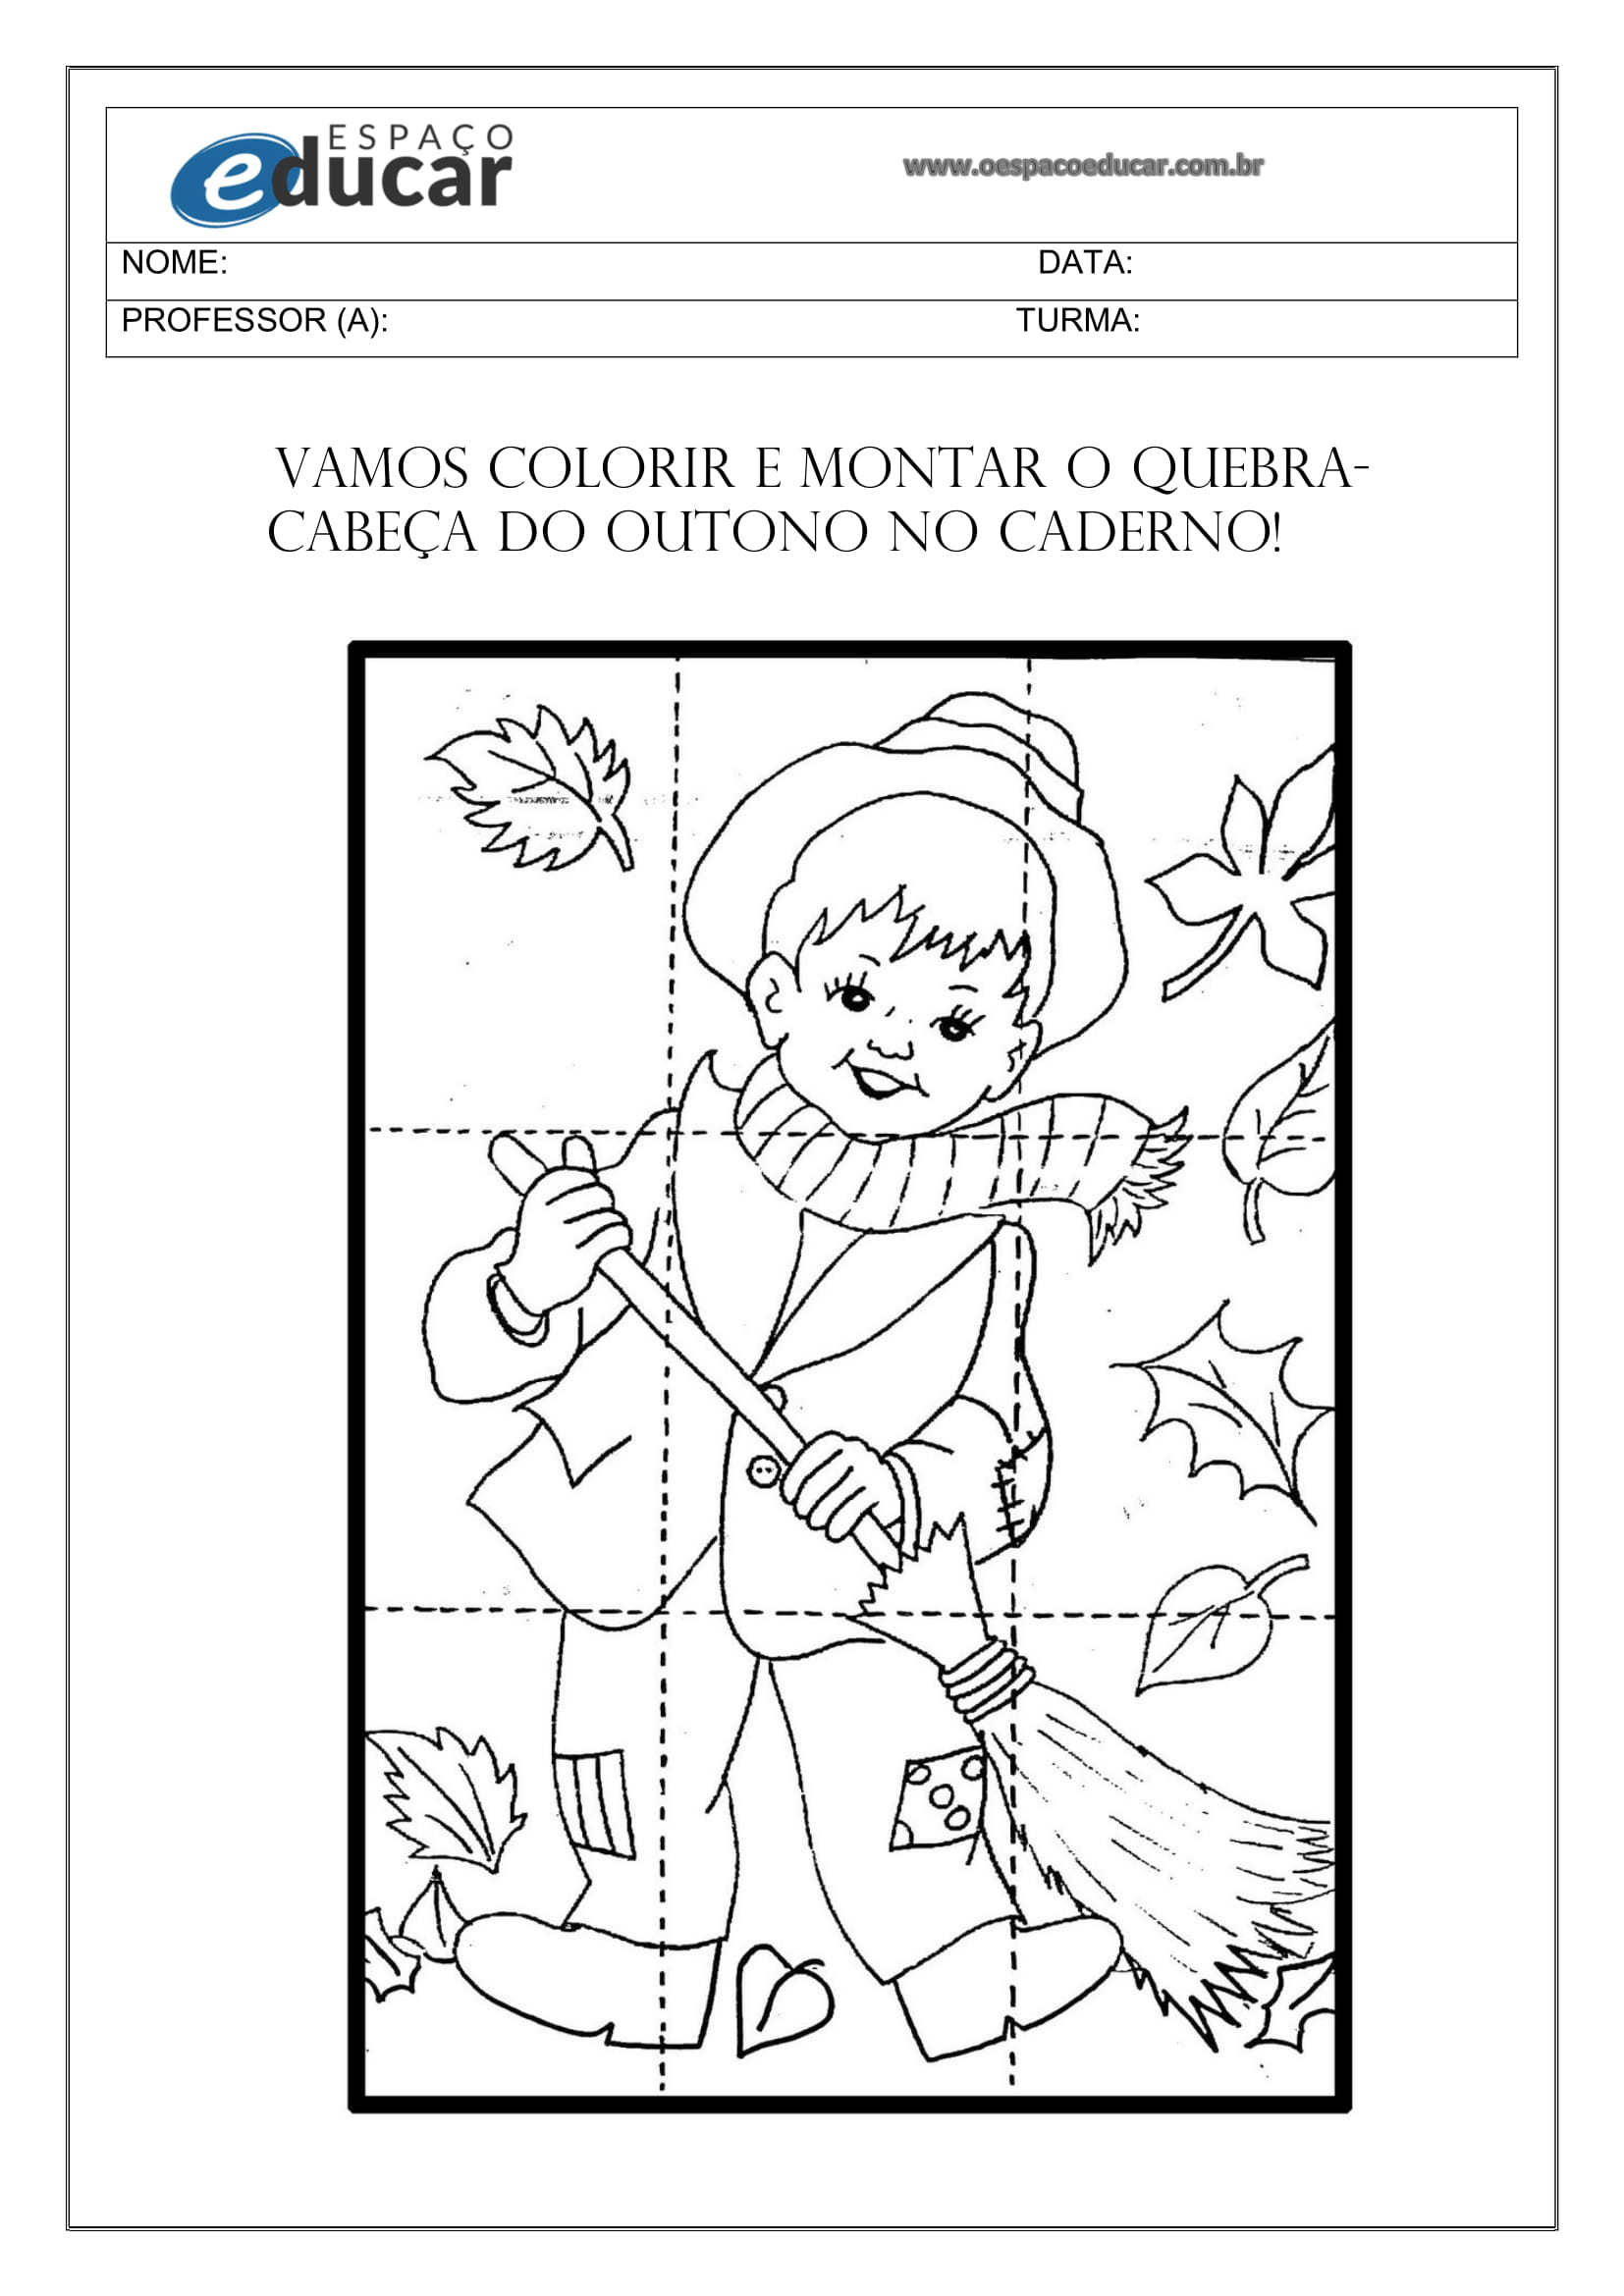 ESPAÇO
educar
www.oespacoeducar.com.br
NOME: DATA:
PROFESSOR (A): TURMA:
VAMOS COLORIR E MONTAR O QUEBRA-
CABEÇA DO OUTONO NO CADERNO!